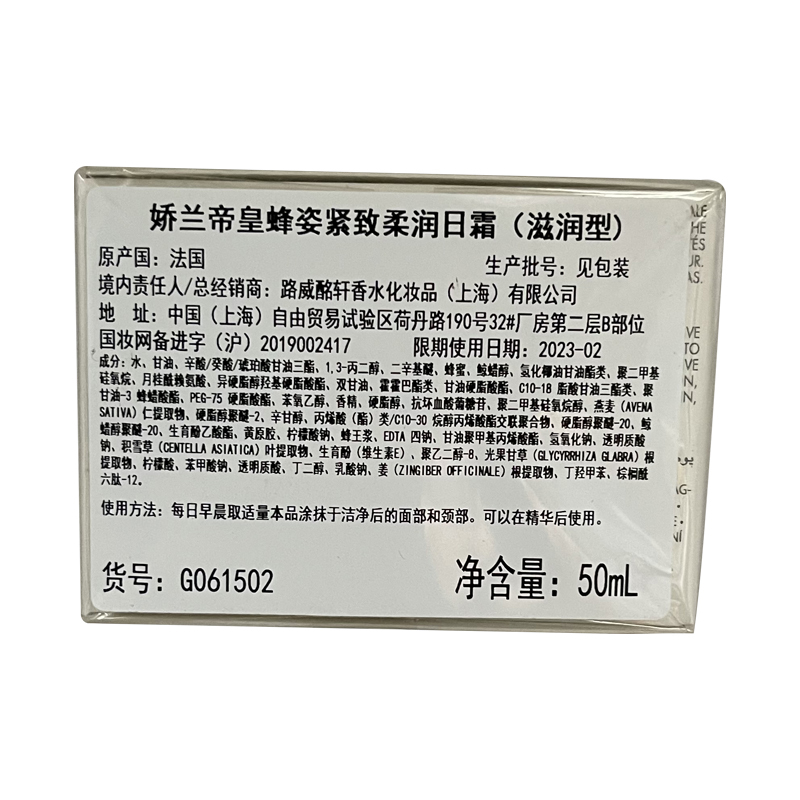 娇兰帝皇蜂姿紧致柔润日霜（滋润型）
原产国：法国 生产批号：见包装
境内责任人/总经销商：路威酩轩香水化妆品（上海）有限公司
地 址：中国（上海）自由贸易试验区荷丹路190号32#厂房第二层B部位
国妆网备进字（沪）2019002417 限期使用日期：2023-02
成分：水、甘油、辛酸/癸酸/琥珀酸甘油三酯、1,3-丙二醇、二辛基醚、蜂蜜、鲸蜡醇、氢化椰油甘油酯类、聚二甲基
硅氧烷、月桂酰赖氨酸、异硬脂醇羟基硬脂酸酯、双甘油、霍霍巴酯类、甘油硬脂酸酯、C10-18 脂酸甘油三酯类、聚
甘油-3 蜂蜡酸酯、PEG-75 硬脂酸酯、苯氧乙醇、香精、硬脂醇、抗坏血酸葡糖苷、聚二甲基硅氧烷醇、燕麦（AVENA
SATIVA）仁提取物、硬脂醇聚醚-2、辛甘醇、丙烯酸（酯）类/C10-30 烷醇丙烯酸酯交联聚合物、硬脂醇聚醚-20、鲸
蜡醇聚醚-20、生育酚乙酸酯、黄原胶、柠檬酸钠、蜂王浆、EDTA 四钠、甘油聚甲基丙烯酸酯、氢氧化钠、透明质酸
钠、积雪草（CENTELLA ASIATICA）叶提取物、生育酚（维生素E）、聚乙二醇-8、光果甘草（GLYCYRRHIZA GLABRA）根
提取物、柠檬酸、苯甲酸钠、透明质酸、丁二醇、乳酸钠、姜（ZINGIBER OFFICINALE）根提取物、丁羟甲苯、棕榈酰
六肽-12。
使用方法：每日早晨取适量本品涂抹于洁净后的面部和颈部。可以在精华后使用。
货号：G061502 净含量：50mL